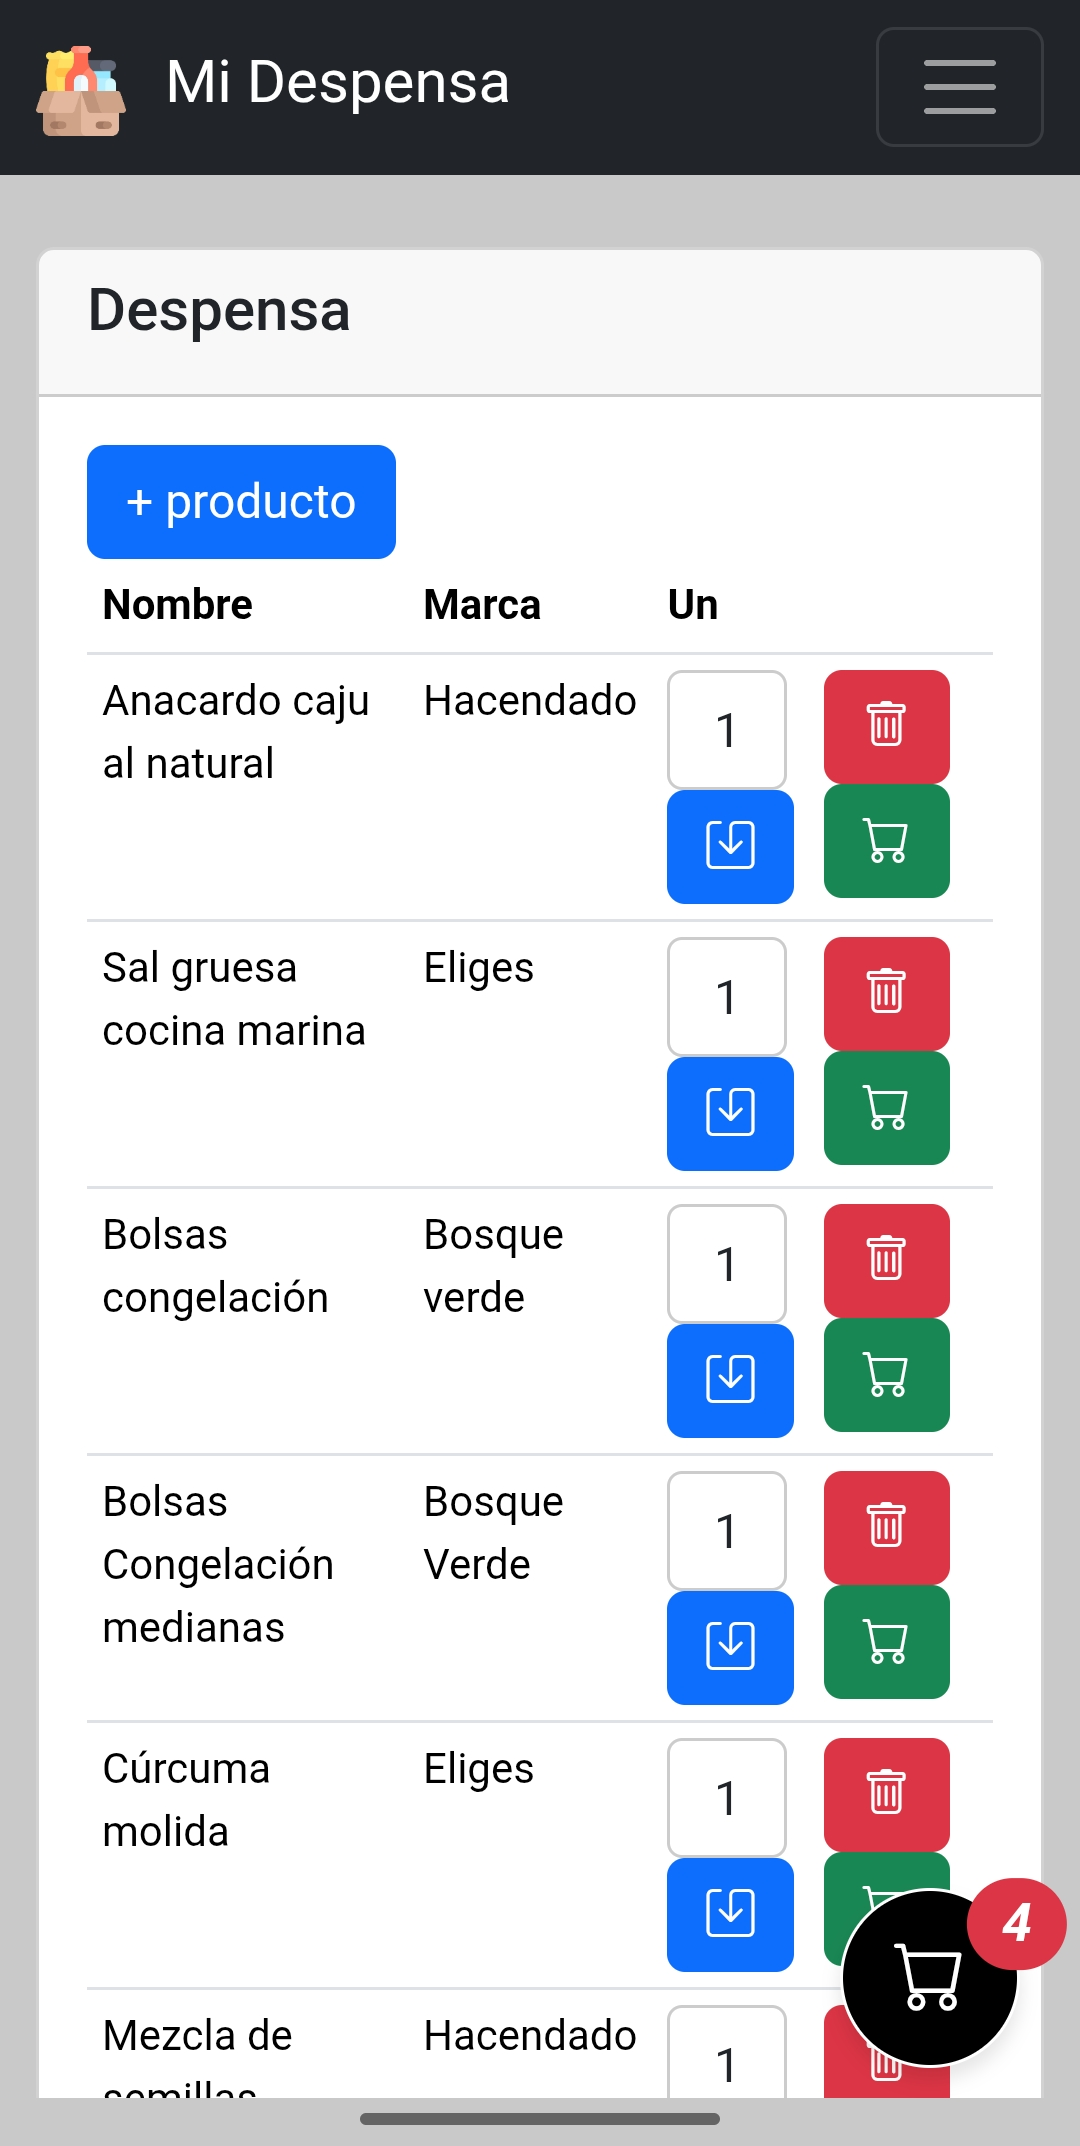 Mi Despensa
Despensa
+ producto
Nombre Marca Un
Anacardo caju Hacendado 1
al natural
Sal gruesa Eliges 1
cocina marina
Bolsas Bosque 1
congelación verde
Bolsas Bosque 1
Congelación Verde
medianas
Cúrcuma Eliges 1
molida
4
Mezcla de Hacendado 1
semillas